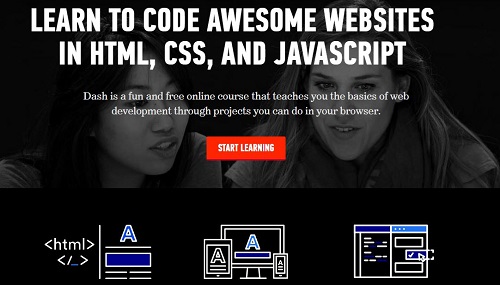 LEARN TO CODE AWESOME WEBSITES
IN HTML, CSS, AND JAVASCRIPT
Dash is a fun and free online course that teaches you the basics of web
development through projects you can do in your browser.
START LEARNING
<html> A
</_>
A
A